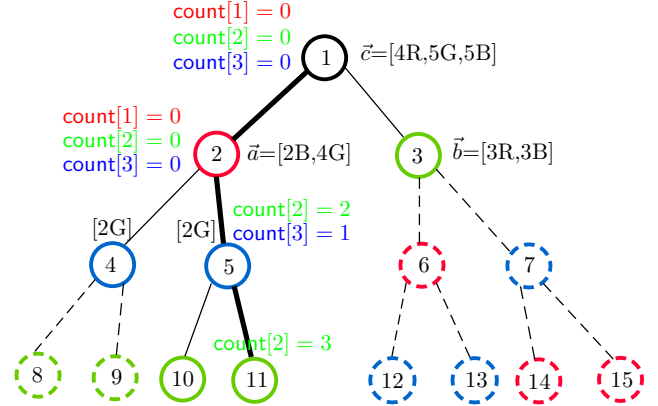 count[1] = 0
count[2] = 0
count[3] = 0
1
c⃗=[4R,5G,5B]
count[1] = 0
count[2] = 0
count[3] = 0
2
a⃗=[2B,4G]
3
b⃗=[3R,3B]
[2G]
[2G]
count[2] = 2
count[3] = 1
4
5
6
7
count[2] = 3
8
9
10
11
12
13
14
15